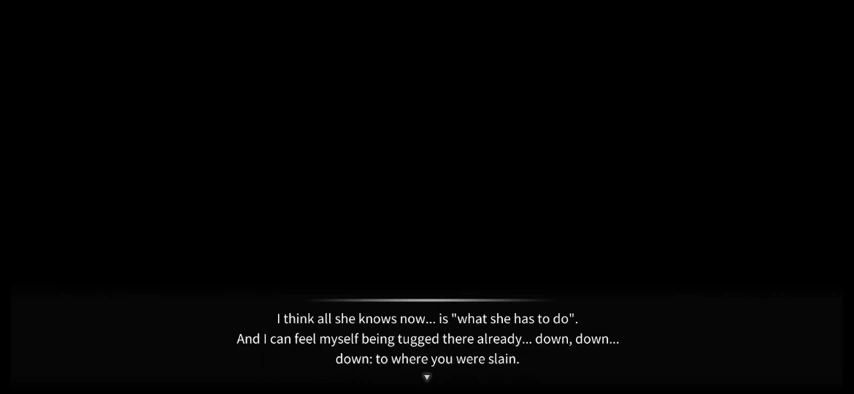 I think all she knows now... is "what she has to do".
And I can feel myself being tugged there already... down, down...
down: to where you were slain.